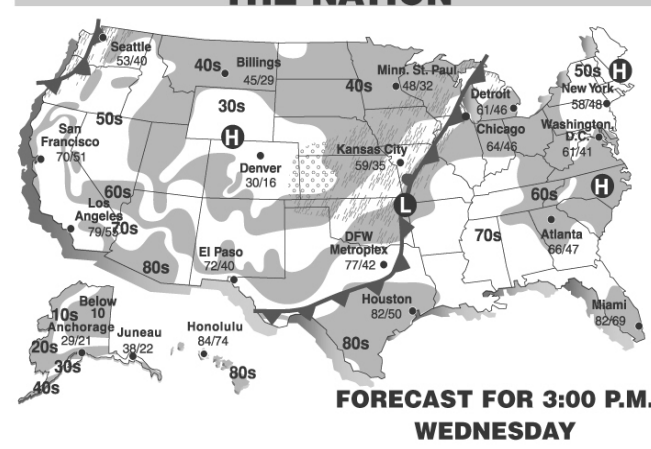 THE NATION
Seattle
53/40
40s
Billings
45/29
40s
Minn. St. Paul
48/32
50s
H
New York
58/48
Detroit
61/46
30s
50s
Chicago
64/46
Washington,
D.C.
61/41
San
Francisco
70/51
H
Denver
30/16
Kansas City
59/35
60s
Los
Angeles
70s
L
60s
H
El Paso
72/40
DFW
Metroplex
77/42
70s
Atlanta
66/47
80s
Houston
82/50
Miami
82/69
80s
Below
10
10s
Anchorage
29/21
Juneau
38/22
Honolulu
84/74
20s
30s
40s
80s
FORECAST FOR 3:00 P.M.
WEDNESDAY